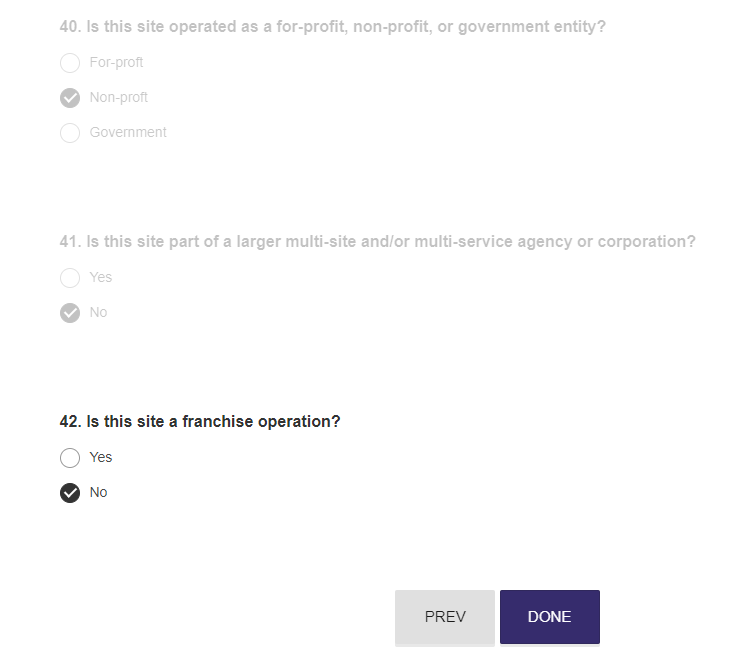 40. Is this site operated as a for-profit, non-profit, or government entity?
For-proft
Non-proft
Government
41. Is this site part of a larger multi-site and/or multi-service agency or corporation?
Yes
No
42. Is this site a franchise operation?
Yes
No
PREV DONE